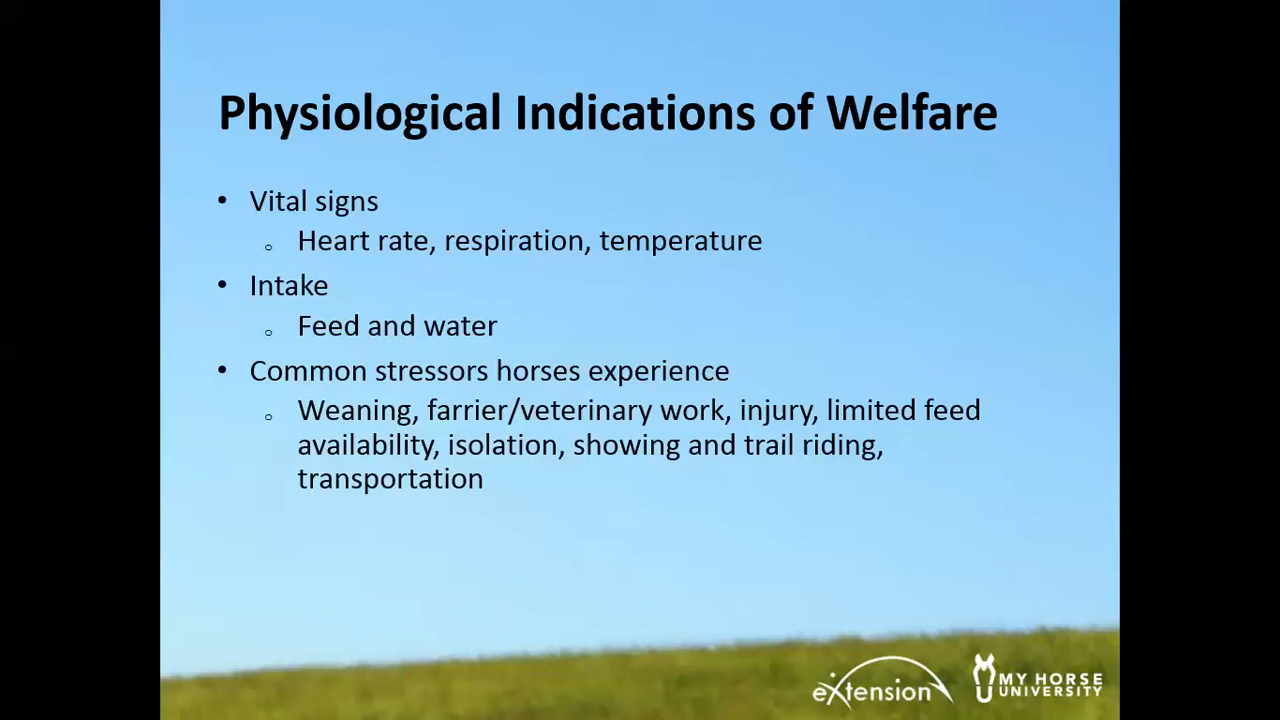 Physiological Indications of Welfare
• Vital signs
o Heart rate, respiration, temperature
• Intake
o Feed and water
• Common stressors horses experience
o Weaning, farrier/veterinary work, injury, limited feed
availability, isolation, showing and trail riding,
transportation
eXtension
MY HORSE
UNIVERSITY